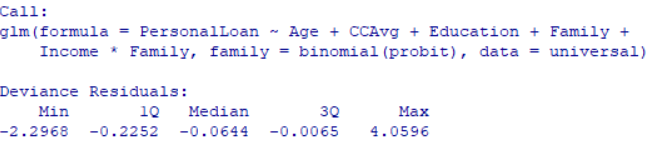 Call:
glm(formula = PersonalLoan ~ Age + CCAvg + Education + Family +
Income * Family, family = binomial(probit), data = universal)
Deviance Residuals:
Min 1Q Median 3Q Max
-2.2968 -0.2252 -0.0644 -0.0065 4.0596